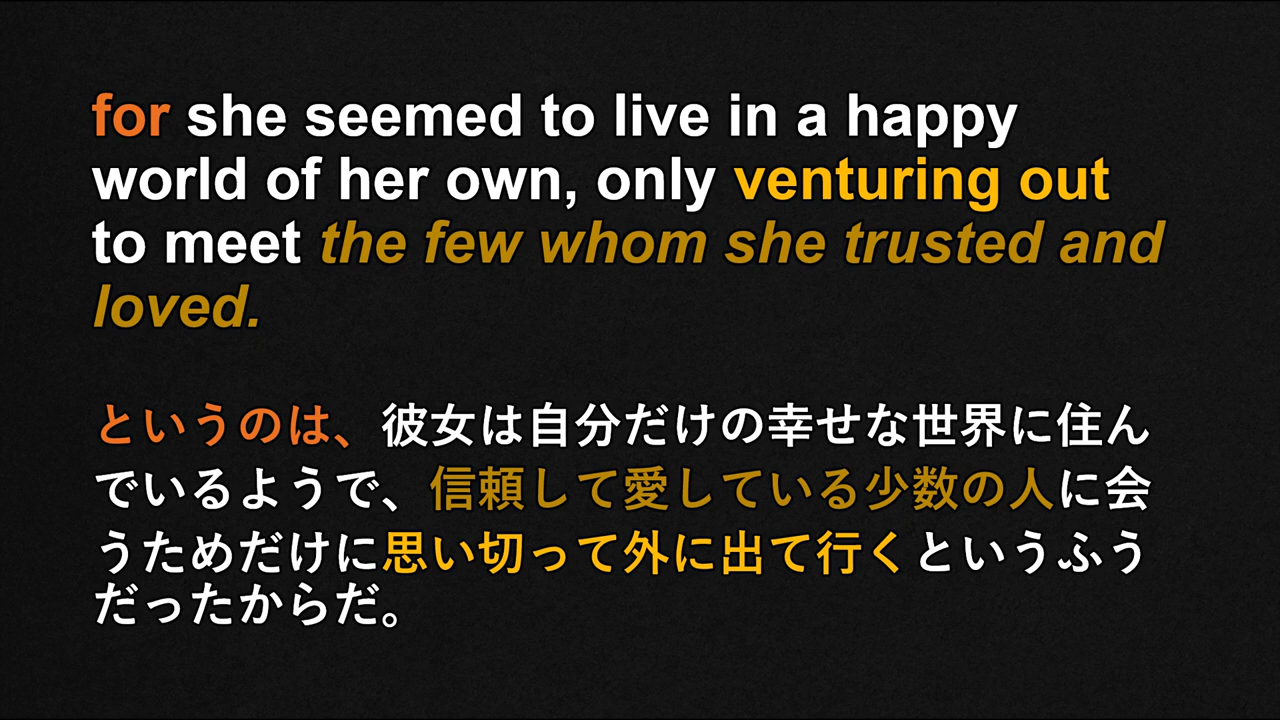 for she seemed to live in a happy
world of her own, only venturing out
to meet the few whom she trusted and
loved.
というのは、彼女は自分だけの幸せな世界に住ん
でいるようで、信頼して愛している少数の人に会
うためだけに思い切って外に出て行くというふう
だったからだ。